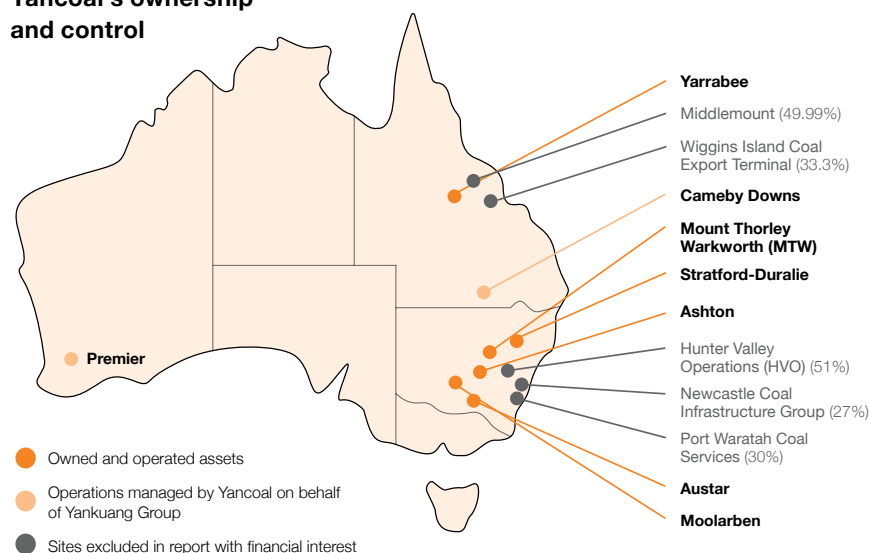 Yancoal's ownership
and control
Yarrabee
Middlemount (49.99%)
Wiggins Island Coal
Export Terminal (33.3%)
Cameby Downs
Mount Thorley
Warkworth (MTW)
Stratford-Duralie
Ashton
Hunter Valley
Operations (HVO) (51%)
Newcastle Coal
Infrastructure Group (27%)
Port Waratah Coal
Services (30%)
Austar
Moolarben
Premier
Owned and operated assets
Operations managed by Yancoal on behalf
of Yankuang Group
Sites excluded in report with financial interest